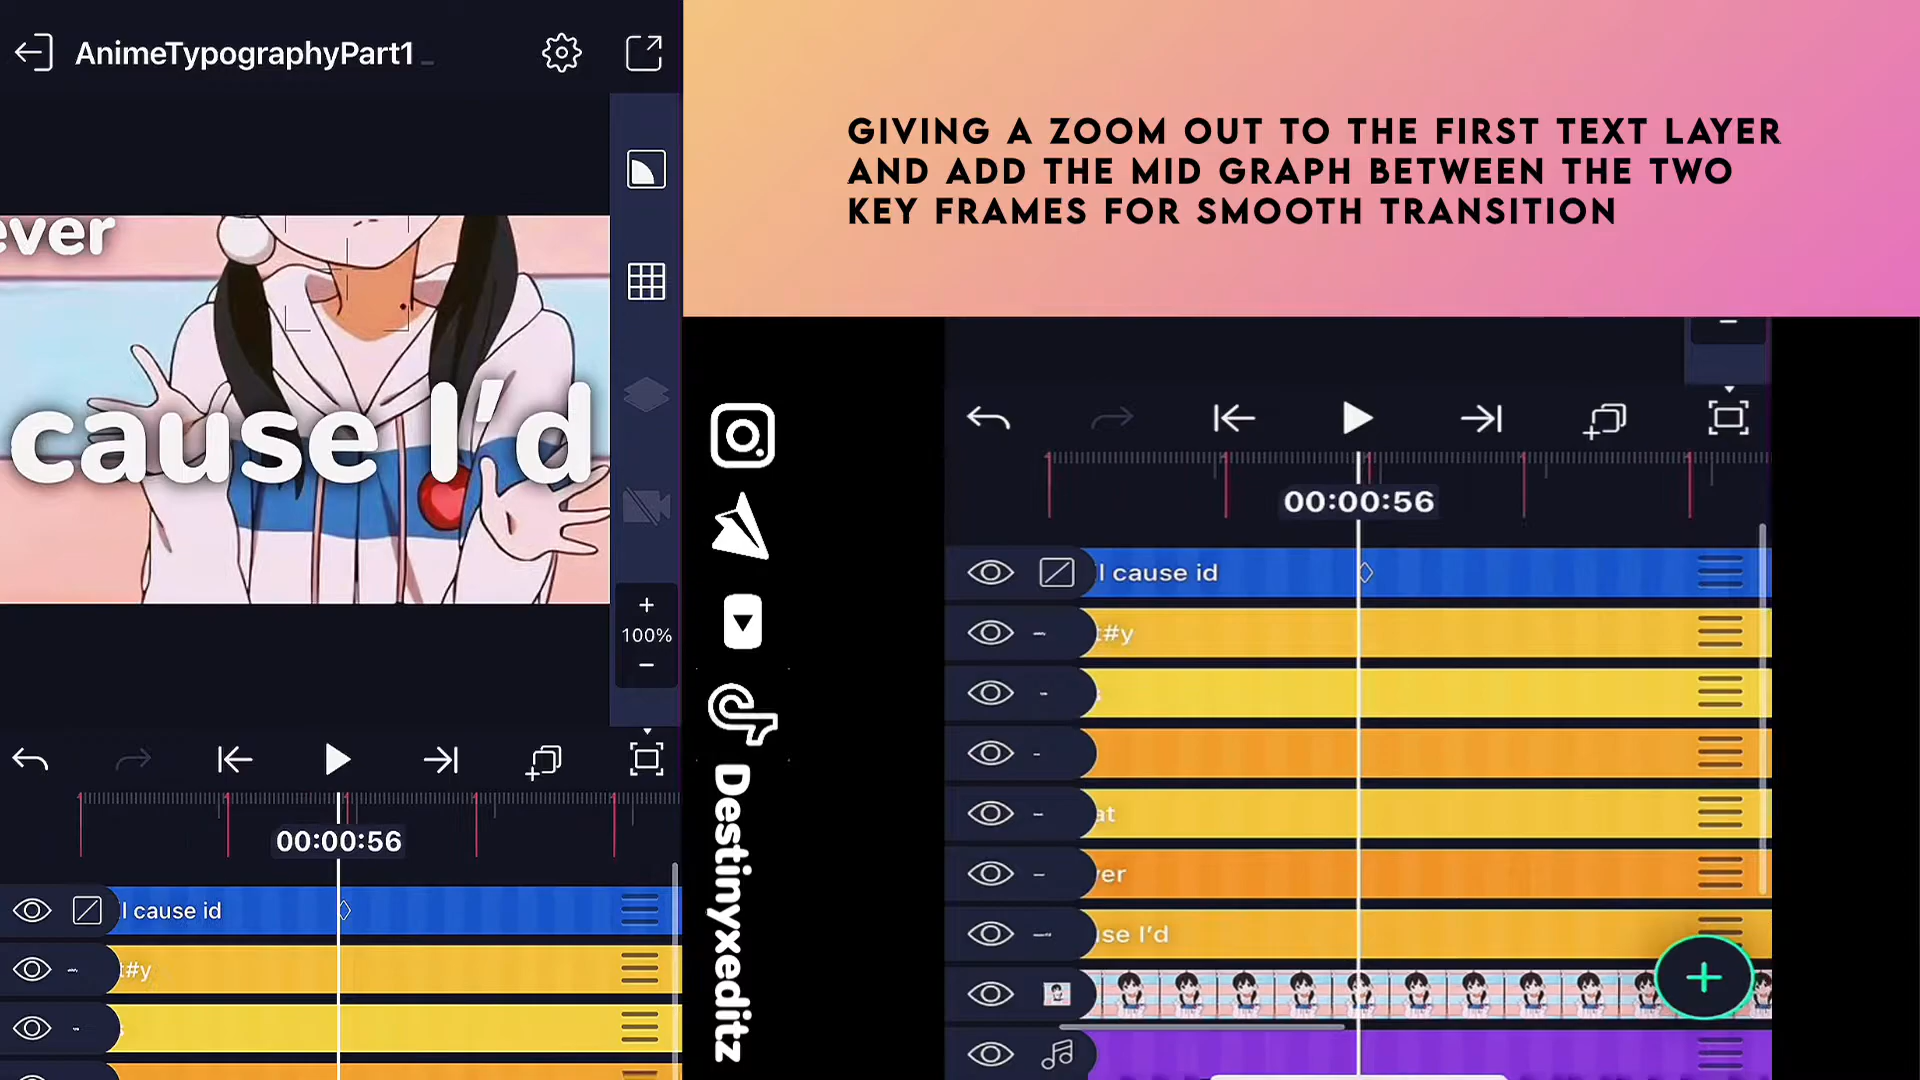 AnimeTypographyPart1
GIVING A ZOOM OUT TO THE FIRST TEXT LAYER
AND ADD THE MID GRAPH BETWEEN THE TWO
KEY FRAMES FOR SMOOTH TRANSITION
ever
cause I'd
100%
00:00:56
l cause id
t#y
Destinyxeditz
00:00:56
l cause id
t#y
at
er
se I'd